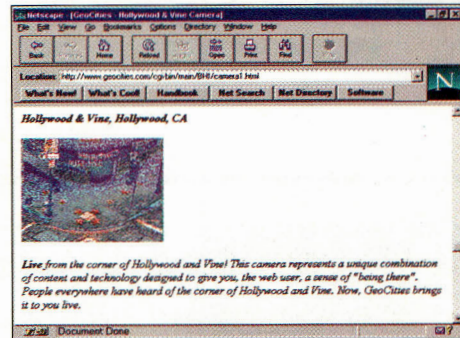 Netscape - [GeoCities - Hollywood & Vine Camera]
File Edit View Go Bookmarks Options Directory Window Help
Back Home Reload Open Print Find
Location: http://www.geocities.com/cgi-bin/main/BHI/camera1.html
What's New! What's Cool! Handbook Net Search Net Directory Software
N
Hollywood & Vine, Hollywood, CA
Live from the corner of Hollywood and Vine! This camera represents a unique combination
of content and technology designed to give you, the web user, a sense of "being there".
People everywhere have heard of the corner of Hollywood and Vine. Now, GeoCities brings
it to you live.
Document Done